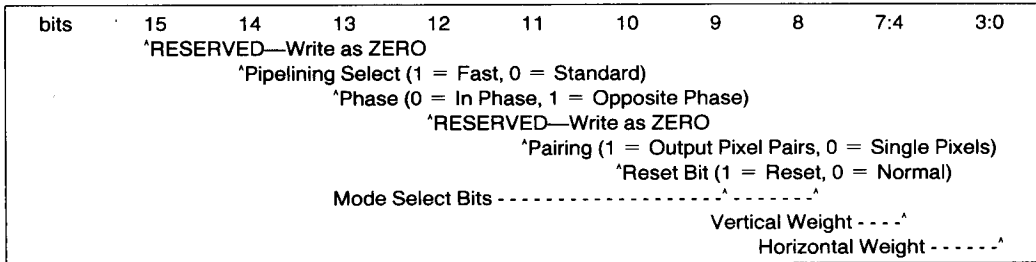 bits 15 14 13 12 11 10 9 8 7:4 3:0
^RESERVED—Write as ZERO
^Pipelining Select (1 = Fast, 0 = Standard)
^Phase (0 = In Phase, 1 = Opposite Phase)
^RESERVED—Write as ZERO
^Pairing (1 = Output Pixel Pairs, 0 = Single Pixels)
^Reset Bit (1 = Reset, 0 = Normal)
Mode Select Bits - - - - - - - - - - - - - - - - - - -^- - - - - - -^
Vertical Weight - - - -^
Horizontal Weight - - - - - -^